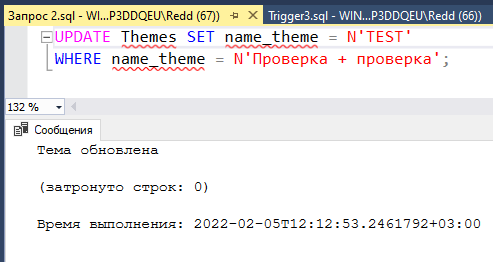 Запрос 2.sql - WI...P3DDQEU\Redd (67))* Trigger3.sql - WIN...P3DDQEU\Redd (66))
UPDATE Themes SET name_theme = N'TEST'
WHERE name_theme = N'Проверка + проверка';
132 %
Сообщения
Тема обновлена
(затронуто строк: 0)
Время выполнения: 2022-02-05T12:12:53.2461792+03:00